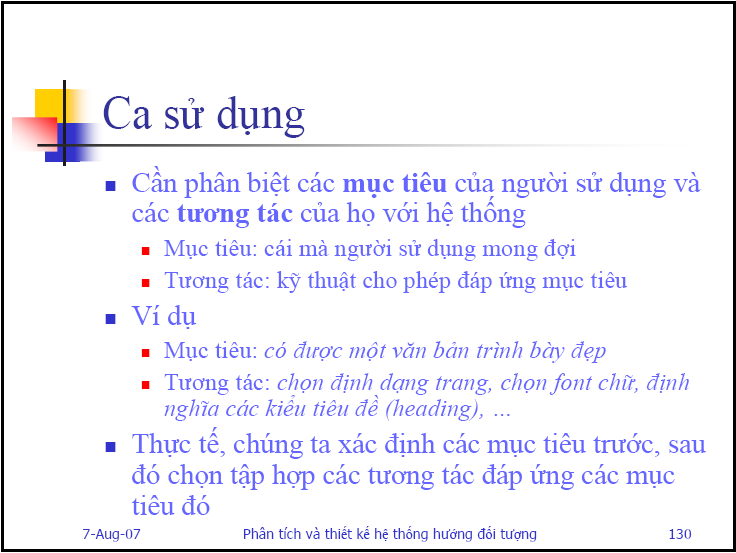 Ca sử dụng
Cần phân biệt các mục tiêu của người sử dụng và
các tương tác của họ với hệ thống
Mục tiêu: cái mà người sử dụng mong đợi
Tương tác: kỹ thuật cho phép đáp ứng mục tiêu
Ví dụ
Mục tiêu: có được một văn bản trình bày đẹp
Tương tác: chọn định dạng trang, chọn font chữ, định
nghĩa các kiểu tiêu đề (heading), ...
Thực tế, chúng ta xác định các mục tiêu trước, sau
đó chọn tập hợp các tương tác đáp ứng các mục
tiêu đó
7-Aug-07 Phân tích và thiết kế hệ thống hướng đối tượng 130